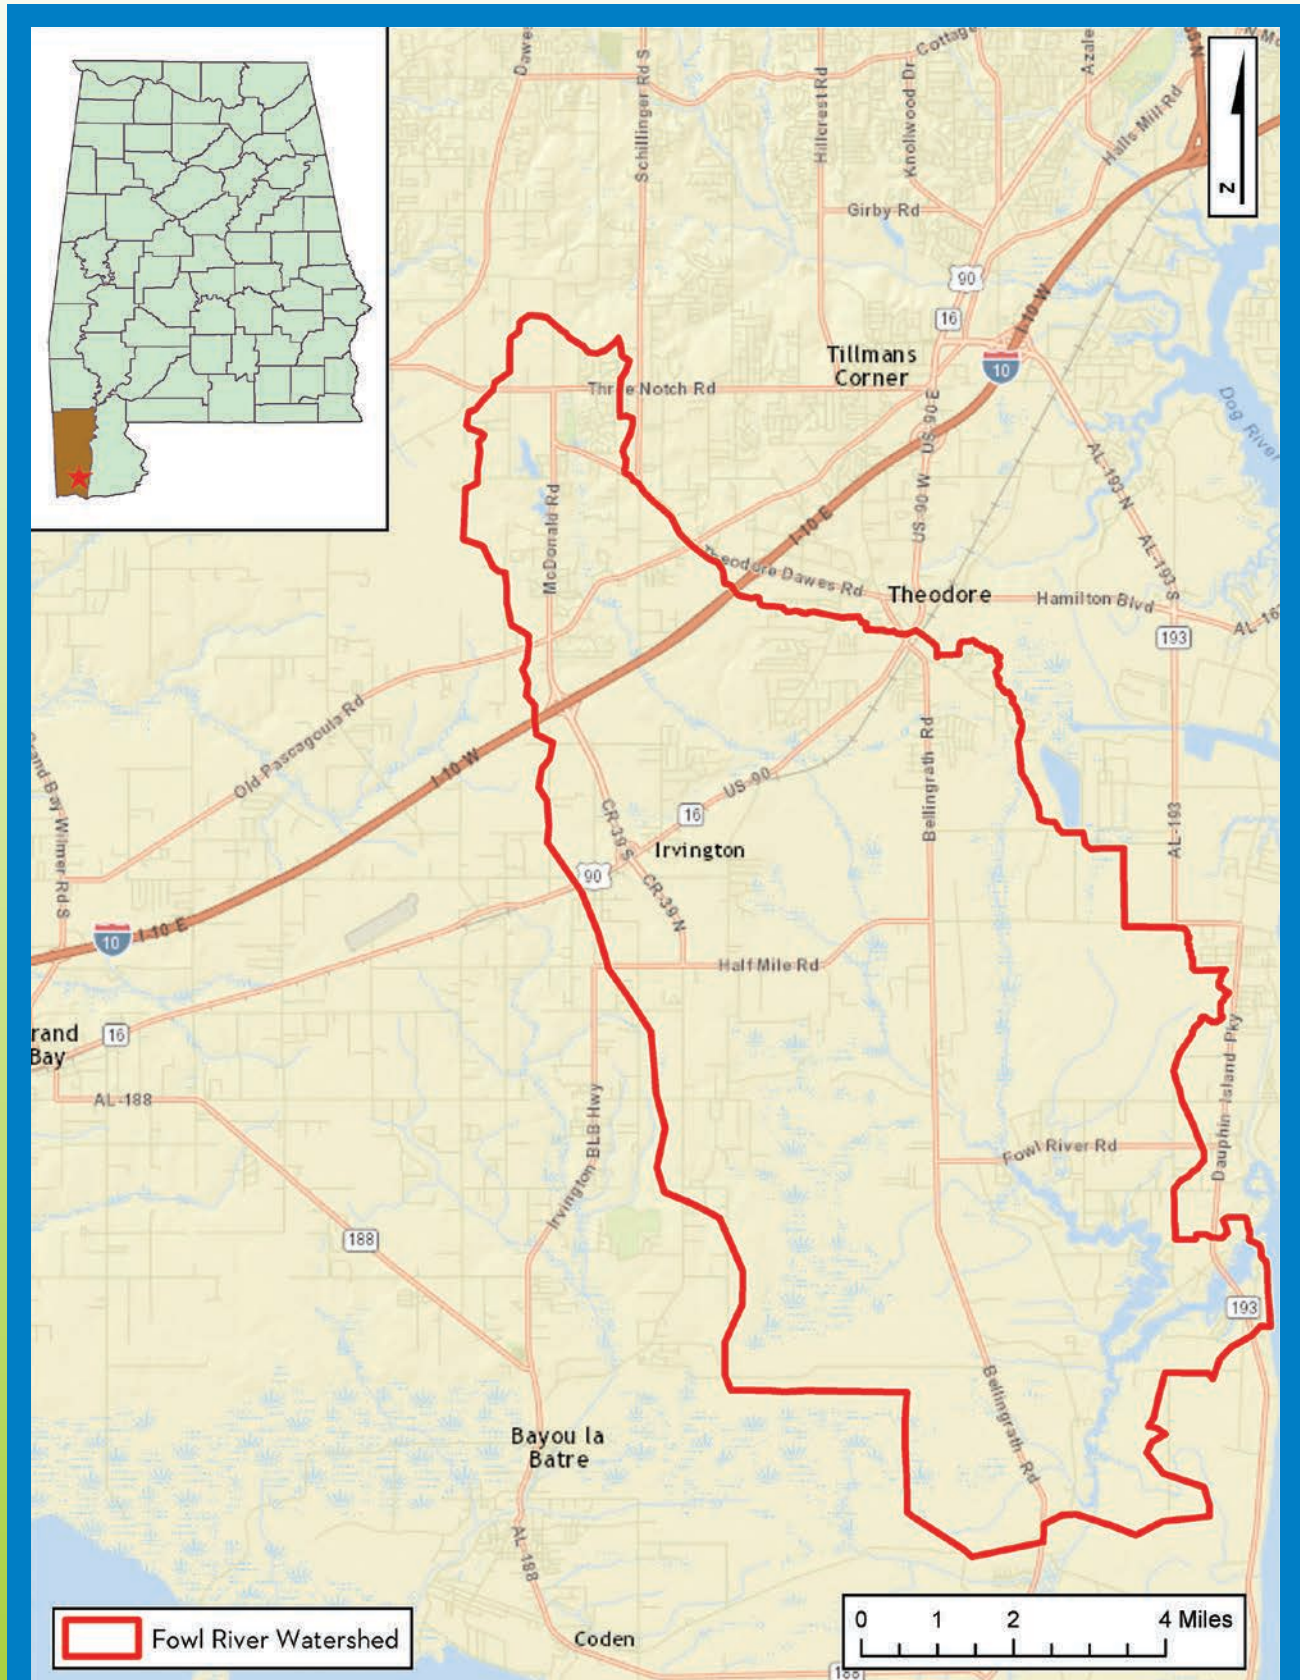 Dawes
Schillinger Rd S
Hillcrest Rd
Knollwood Dr
Cottage
Azale
Halls Mill Rd
N
Girby Rd
90
16
I-10 W
Tillmans
Corner
10
Three Notch Rd
US-90 E
Dog River
AL-193-N
McDonald Rd
US-90 W
I-10 E
AL-193-S
Theodore Dawes Rd
Theodore
Hamilton Blvd
AL-16
193
Old Pascagoula Rd
Grand Bay Wilmer Rd S
I-10 W
Bellingrath Rd
US-90
16
CR-39 S
AL-193
Irvington
90
CR-39-N
10
I-10 E
Half Mile Rd
rand
Bay
16
Dauphin Island Pky
AL-188
Irvington BLB Hwy
Fowl River Rd
188
193
Bellingrath Rd
Bayou la
Batre
AL-188
Fowl River Watershed
Coden
0 1 2 4 Miles
188